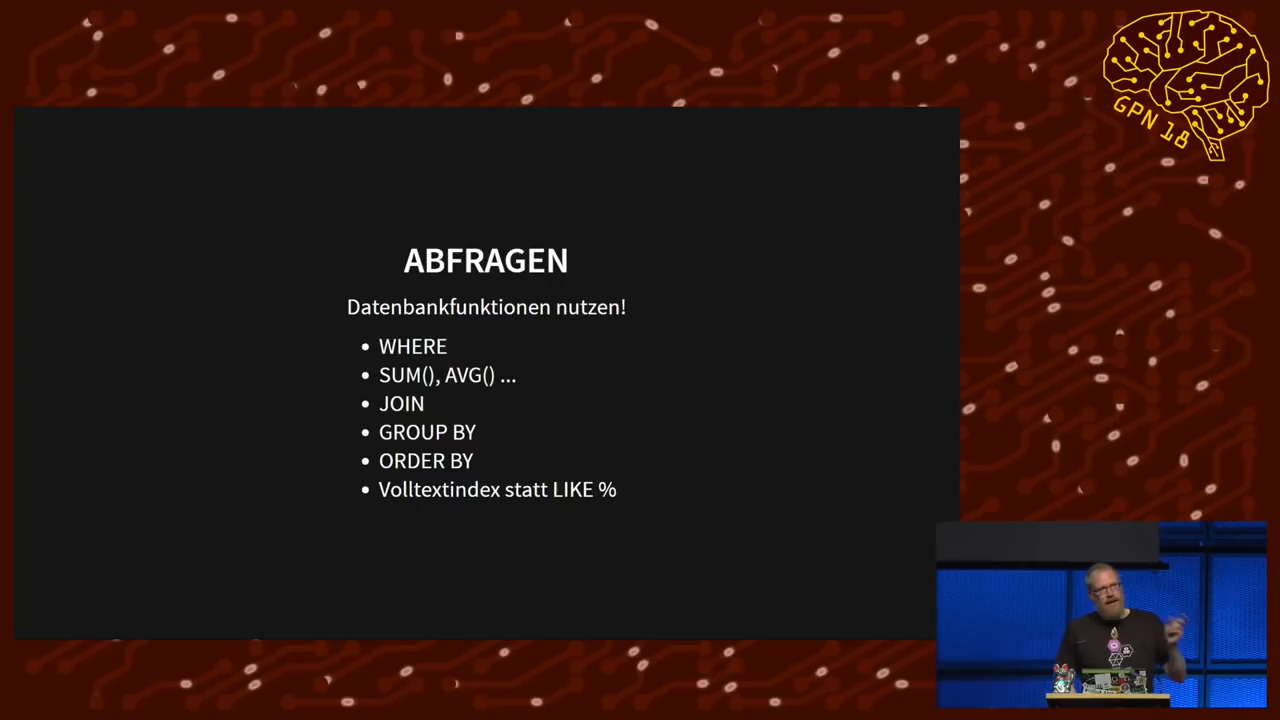 GPN 18
ABFRAGEN
Datenbankfunktionen nutzen!
• WHERE
• SUM(), AVG() ...
• JOIN
• GROUP BY
• ORDER BY
• Volltextindex statt LIKE %